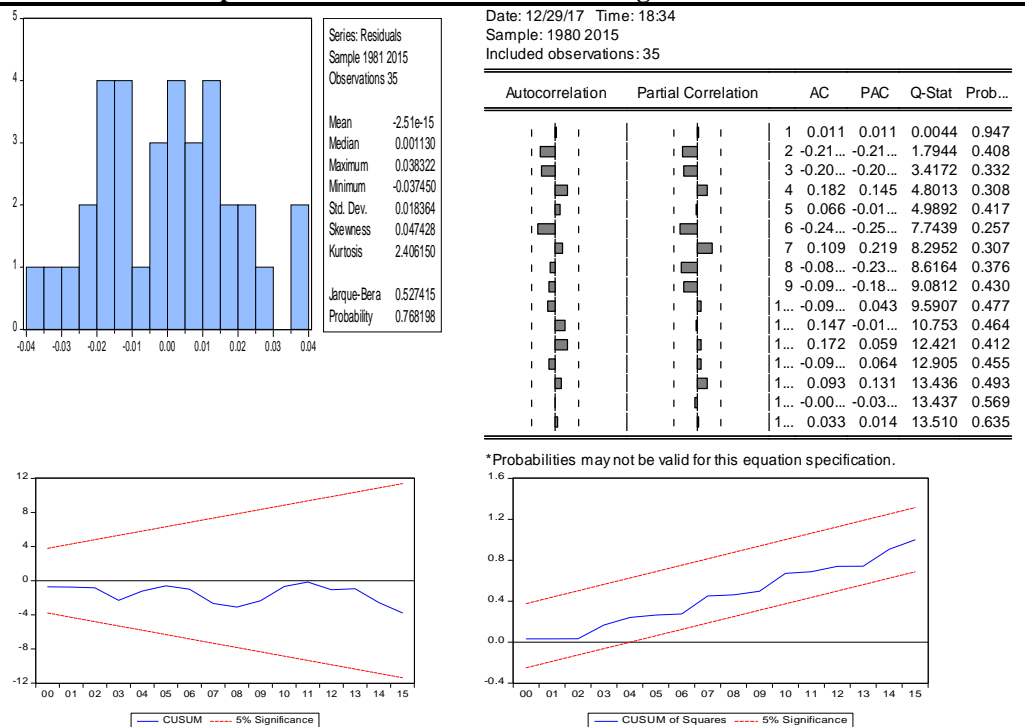 5
4
3
2
1
0
-0.04 -0.03 -0.02 -0.01 0.00 0.01 0.02 0.03 0.04
Series: Residuals
Sample 1981 2015
Observations 35
Mean -2.51e-15
Median 0.001130
Maximum 0.038322
Minimum -0.037450
Std. Dev. 0.018364
Skewness 0.047428
Kurtosis 2.406150
Jarque-Bera 0.527415
Probability 0.768198
Date: 12/29/17 Time: 18:34
Sample: 1980 2015
Included observations: 35
Autocorrelation Partial Correlation AC PAC Q-Stat Prob...
1 0.011 0.011 0.0044 0.947
2 -0.21... -0.21... 1.7944 0.408
3 -0.20... -0.20... 3.4172 0.332
4 0.182 0.145 4.8013 0.308
5 0.066 -0.01... 4.9892 0.417
6 -0.24... -0.25... 7.7439 0.257
7 0.109 0.219 8.2952 0.307
8 -0.08... -0.23... 8.6164 0.376
9 -0.09... -0.18... 9.0812 0.430
1... -0.09... 0.043 9.5907 0.477
1... 0.147 -0.01... 10.753 0.464
1... 0.172 0.059 12.421 0.412
1... -0.09... 0.064 12.905 0.455
1... 0.093 0.131 13.436 0.493
1... -0.00... -0.03... 13.437 0.569
1... 0.033 0.014 13.510 0.635
*Probabilities may not be valid for this equation specification.
12
8
4
0
-4
-8
-12
00 01 02 03 04 05 06 07 08 09 10 11 12 13 14 15
CUSUM 5% Significance
1.6
1.2
0.8
0.4
0.0
-0.4
00 01 02 03 04 05 06 07 08 09 10 11 12 13 14 15
CUSUM of Squares 5% Significance